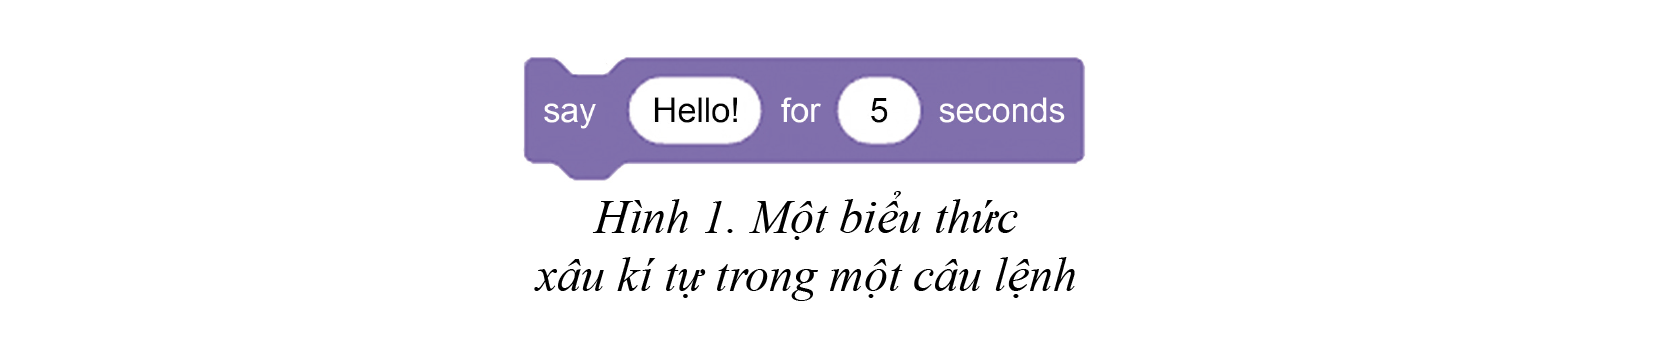 say Hello! for 5 seconds
Hình 1. Một biểu thức
xâu kí tự trong một câu lệnh